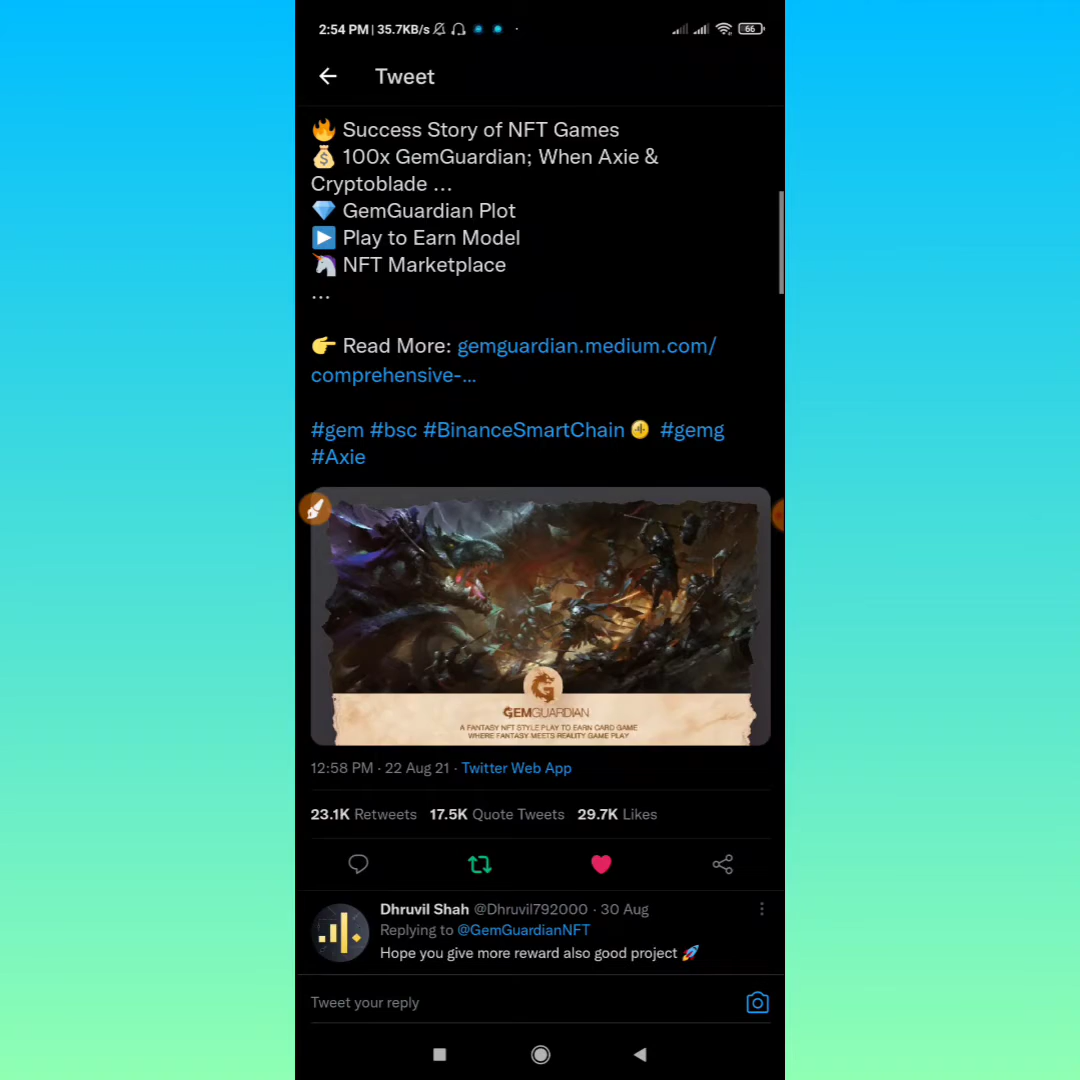 2:54 PM | 35.7KB/s
66
Tweet
🔥 Success Story of NFT Games
💰 100x GemGuardian; When Axie &
Cryptoblade ...
💎 GemGuardian Plot
▶️ Play to Earn Model
🦄 NFT Marketplace
...
👉 Read More: gemguardian.medium.com/
comprehensive-...
#gem #bsc #BinanceSmartChain #gemg
#Axie
GEMGUARDIAN
A FANTASY NFT STYLE PLAY TO EARN CARD GAME
WHERE FANTASY MEETS REALITY GAME PLAY
12:58 PM · 22 Aug 21 · Twitter Web App
23.1K Retweets 17.5K Quote Tweets 29.7K Likes
Dhruvil Shah @Dhruvil792000 · 30 Aug
Replying to @GemGuardianNFT
Hope you give more reward also good project 🚀
Tweet your reply